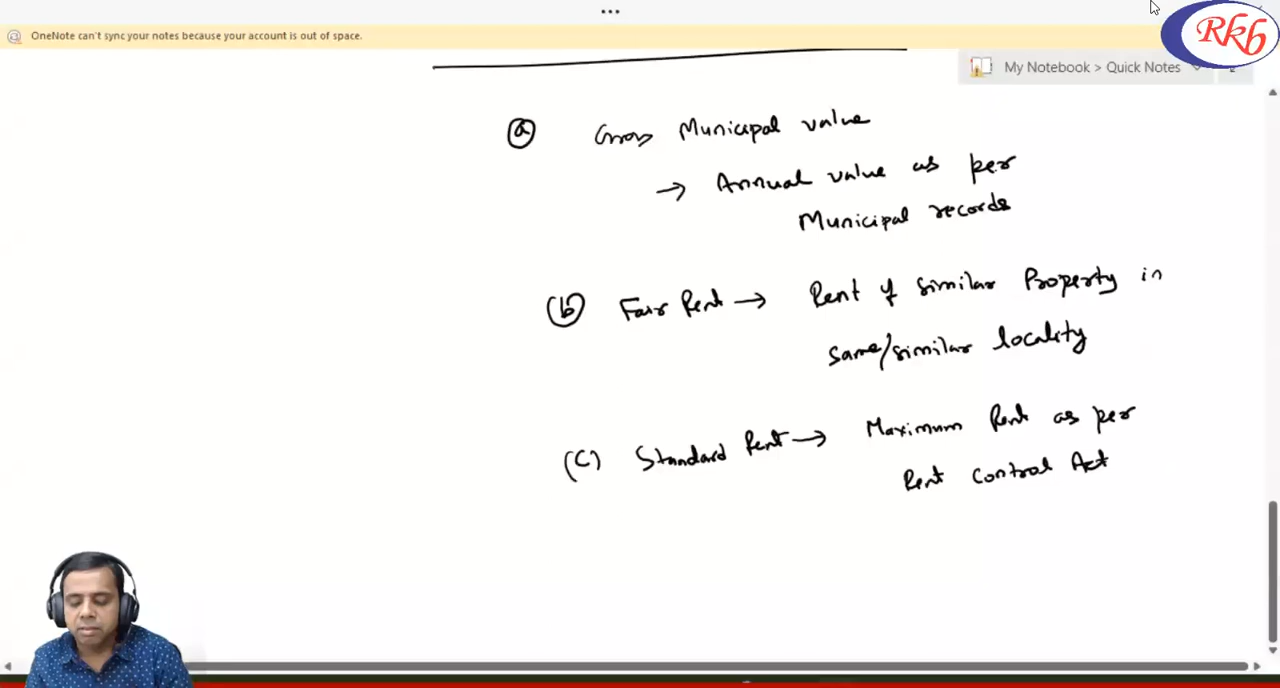 ...
OneNote can't sync your notes because your account is out of space.
Rkb
My Notebook > Quick Notes
(a) Gross Municipal value
→ Annual value as per
Municipal records
(b) Fair Rent → Rent of similar Property in
same/similar locality
(C) Standard Rent → Maximum Rent as per
Rent Control Act